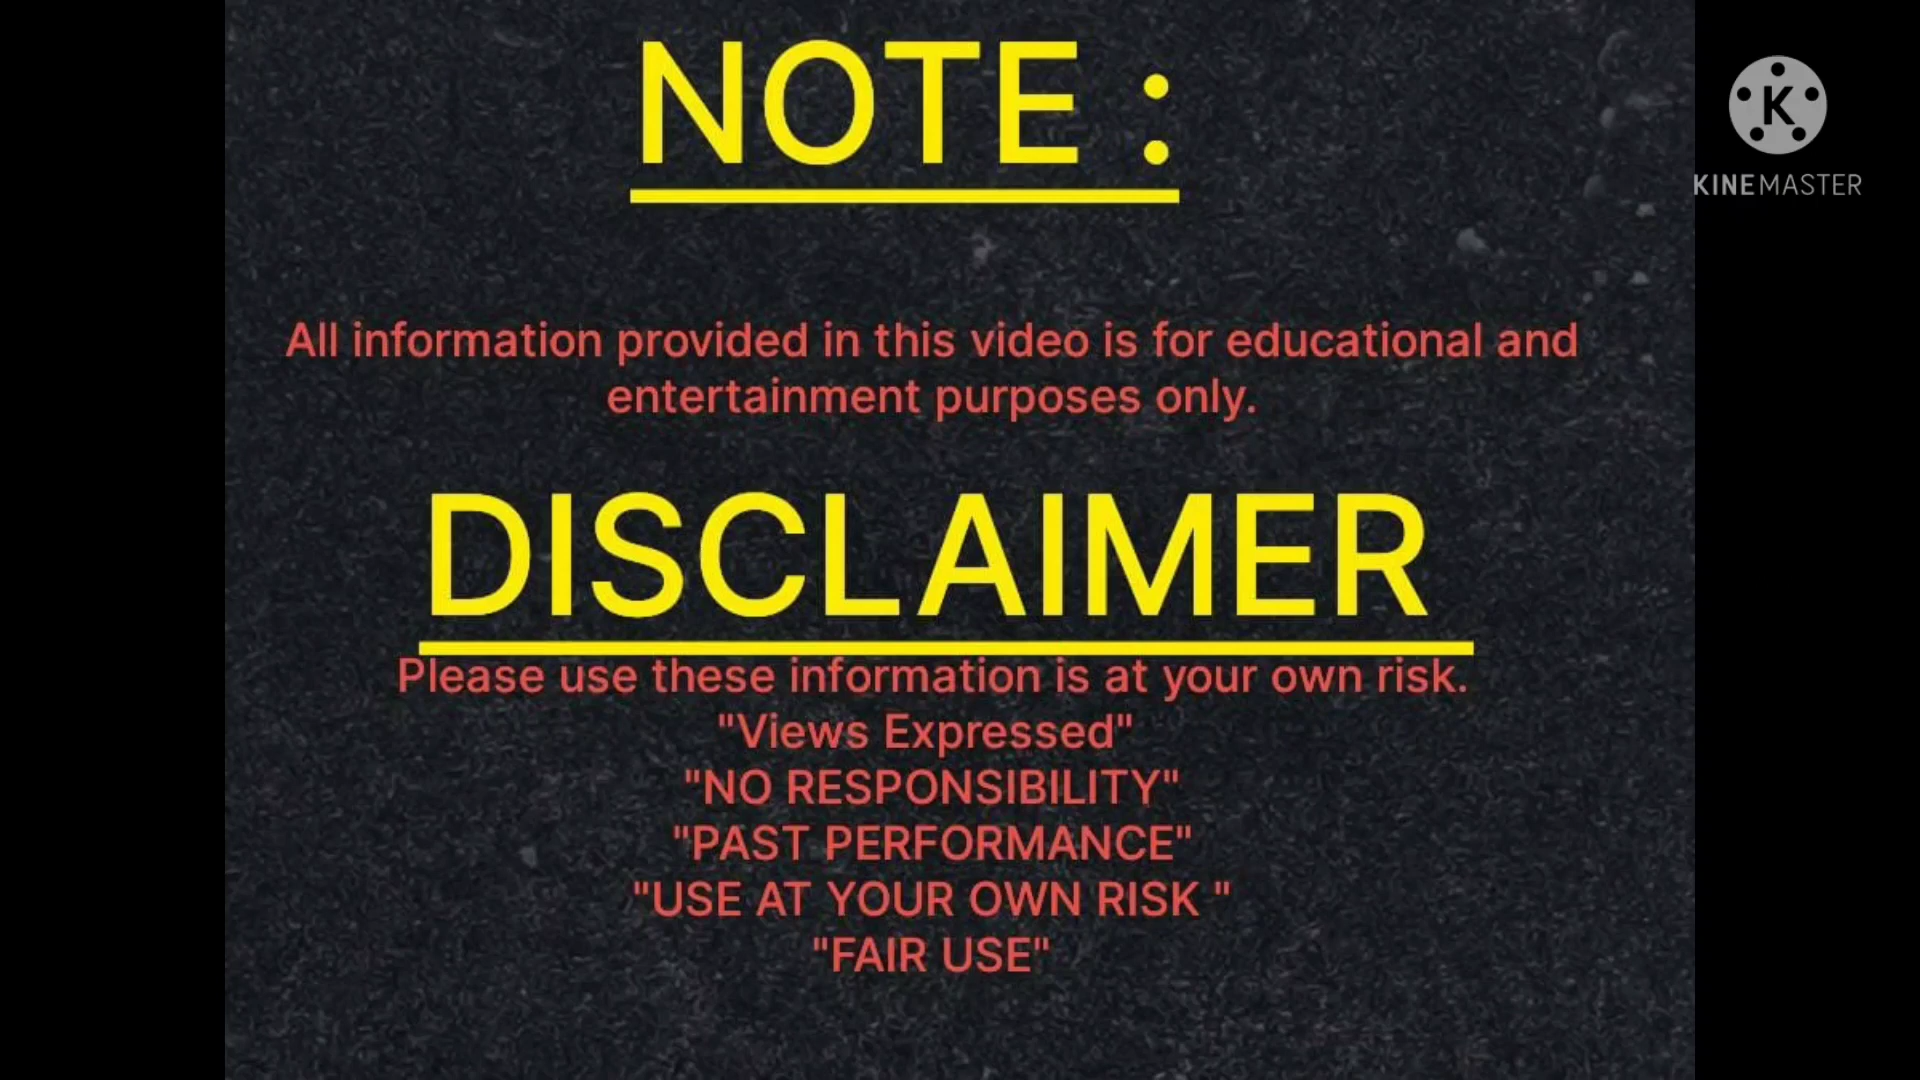 NOTE :
KINEMASTER
All information provided in this video is for educational and
entertainment purposes only.
DISCLAIMER
Please use these information is at your own risk.
"Views Expressed"
"NO RESPONSIBILITY"
"PAST PERFORMANCE"
"USE AT YOUR OWN RISK "
"FAIR USE"